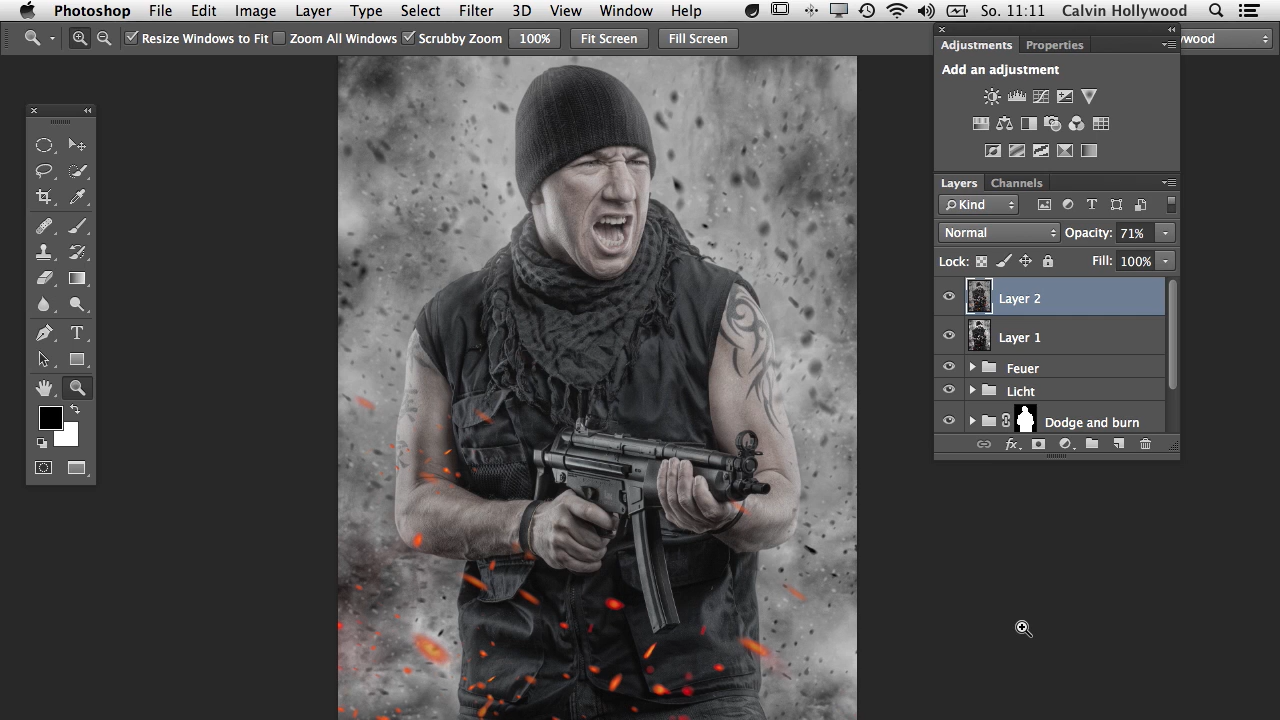 Photoshop File Edit Image Layer Type Select Filter 3D View Window Help So. 11:11 Calvin Hollywood
Resize Windows to Fit Zoom All Windows Scrubby Zoom 100% Fit Screen Fill Screen
Adjustments Properties
Add an adjustment
Layers Channels
Kind
Normal Opacity: 71%
Lock: Fill: 100%
Layer 2
Layer 1
Feuer
Licht
Dodge and burn
fx